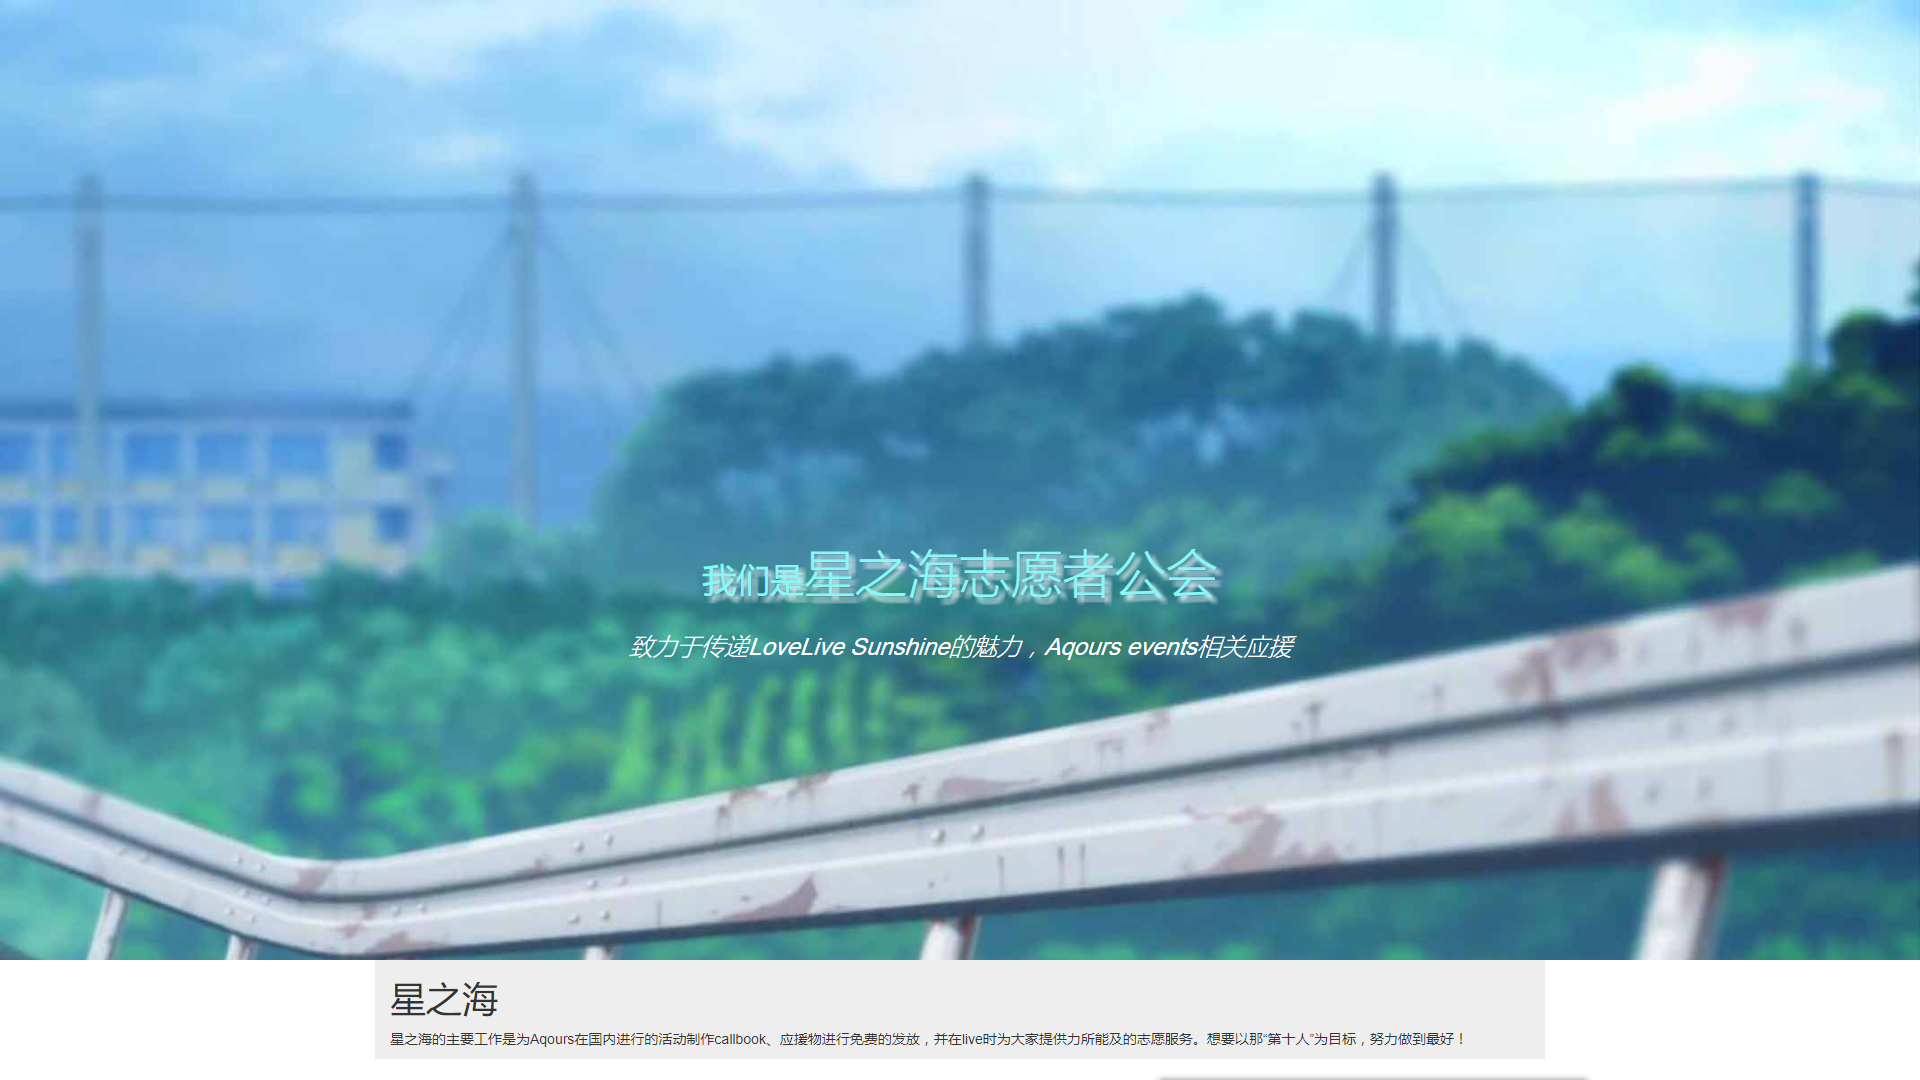 我们是星之海志愿者公会
致力于传递LoveLive Sunshine的魅力，Aqours events相关应援
星之海
星之海的主要工作是为Aqours在国内进行的活动制作callbook、应援物进行免费的发放，并在live时为大家提供力所能及的志愿服务。想要以那“第十人”为目标，努力做到最好！